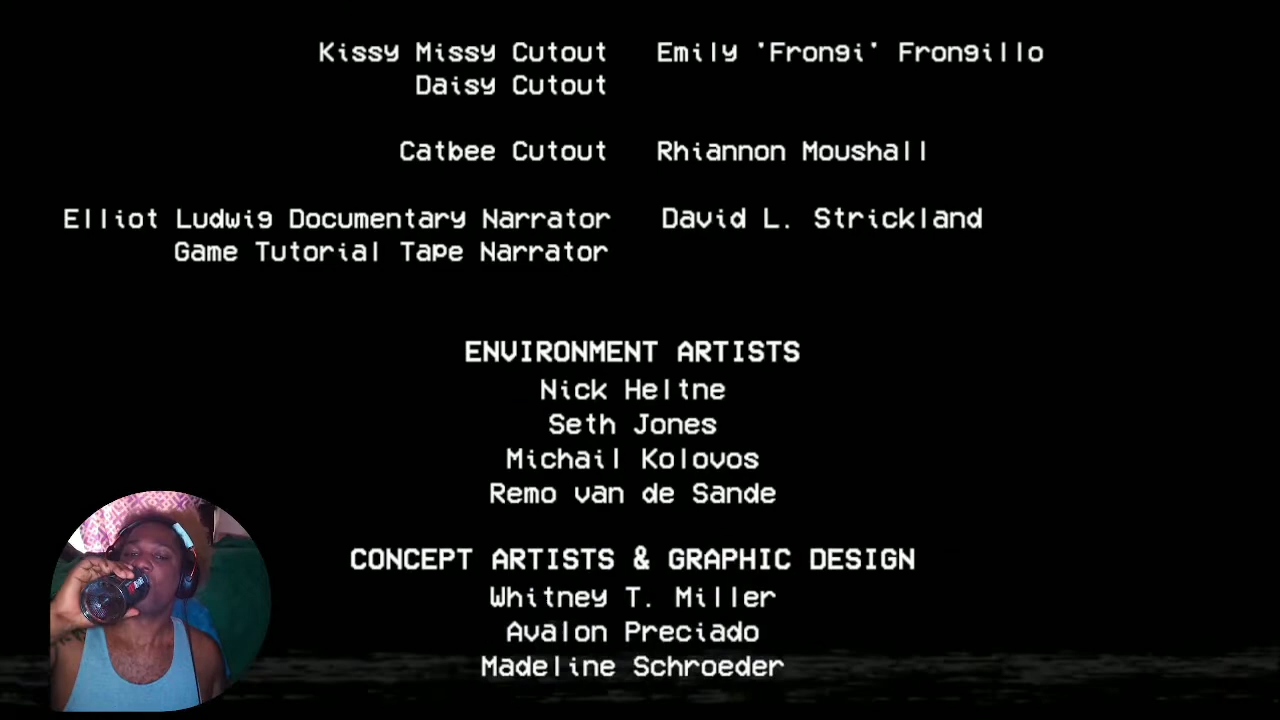 Kissy Missy Cutout Emily 'Frongi' Frongillo
Daisy Cutout
Catbee Cutout Rhiannon Moushall
Elliot Ludwig Documentary Narrator David L. Strickland
Game Tutorial Tape Narrator
ENVIRONMENT ARTISTS
Nick Heltne
Seth Jones
Michail Kolovos
Remo van de Sande
CONCEPT ARTISTS & GRAPHIC DESIGN
Whitney T. Miller
Avalon Preciado
Madeline Schroeder